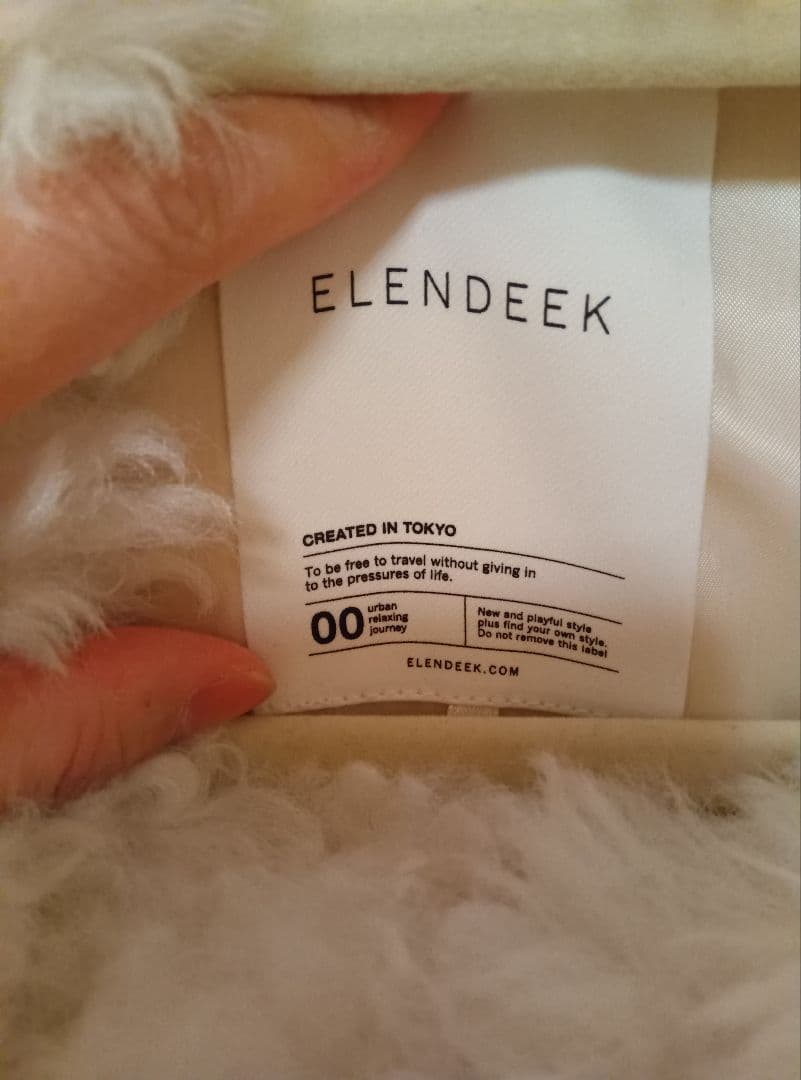 ELENDEEK
CREATED IN TOKYO
To be free to travel without giving in
to the pressures of life.
00
urban
relaxing
journey
New and playful style
plus find your own style.
Do not remove this label
ELENDEEK.COM